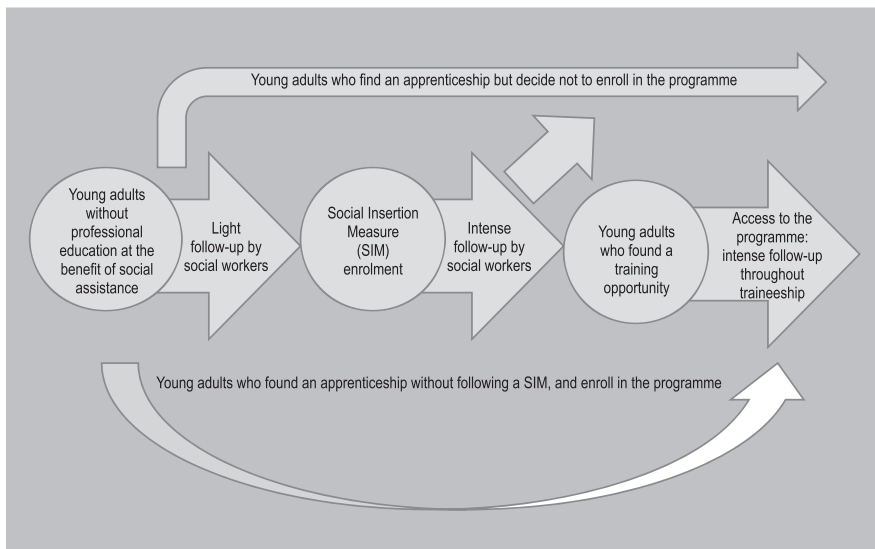 Young adults who find an apprenticeship but decide not to enroll in the programme
Young adults
without
professional
education at the
benefit of social
assistance
Light
follow-up by
social workers
Social Insertion
Measure
(SIM)
enrolment
Intense
follow-up by
social workers
Young adults
who found a
training
opportunity
Access to the
programme:
intense follow-up
throughout
traineeship
Young adults who found an apprenticeship without following a SIM, and enroll in the programme